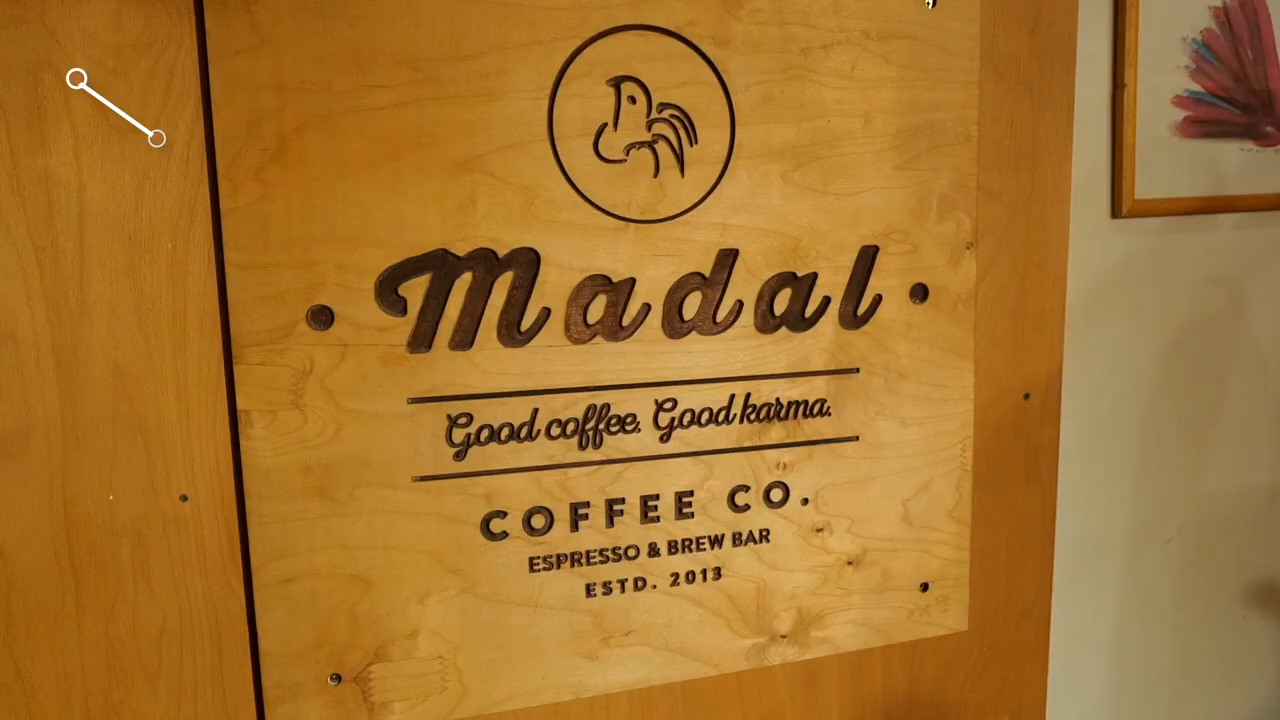 Madal
Good coffee. Good karma.
COFFEE CO.
ESPRESSO & BREW BAR
ESTD. 2013